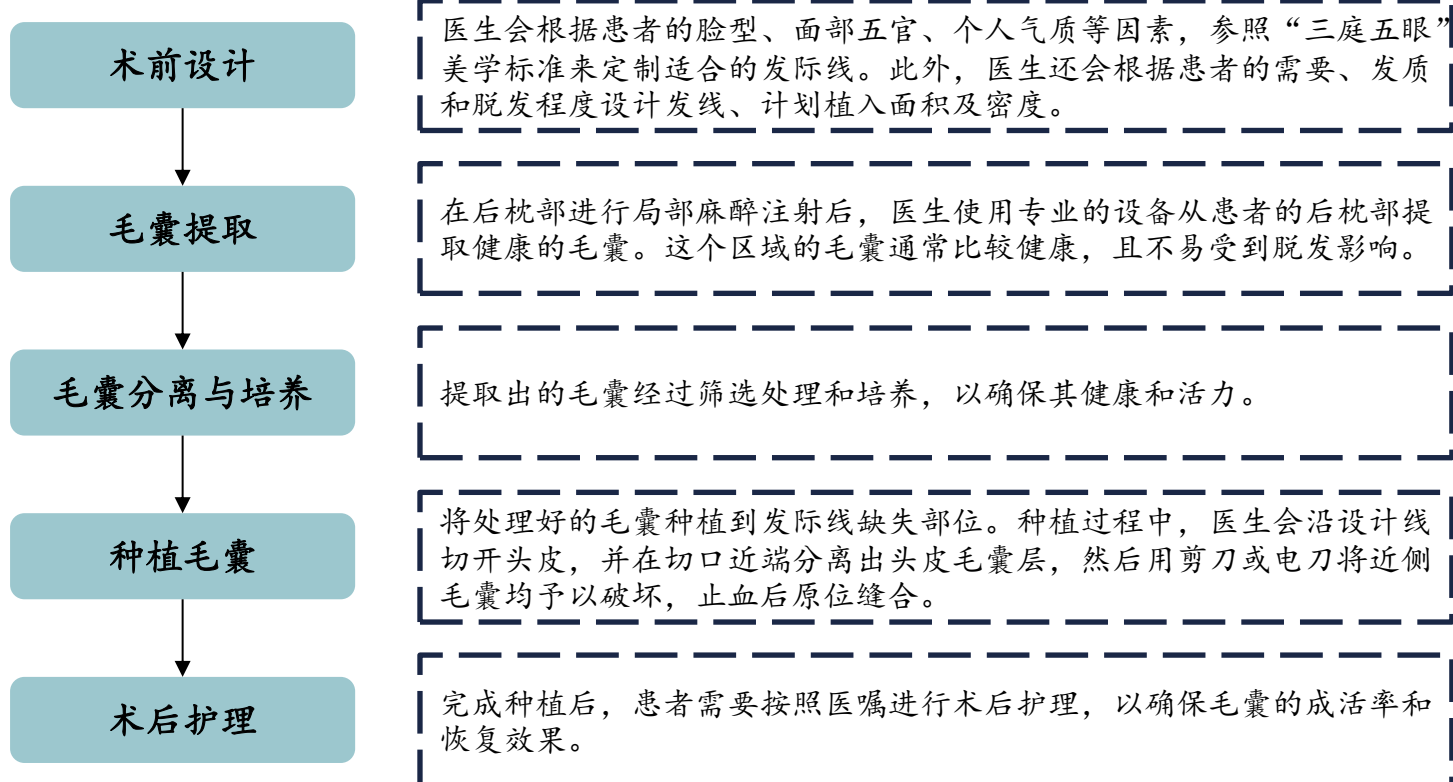 术前设计
医生会根据患者的脸型、面部五官、个人气质等因素，参照“三庭五眼”
美学标准来定制适合的发际线。此外，医生还会根据患者的需要、发质
和脱发程度设计发线、计划植入面积及密度。
毛囊提取
在后枕部进行局部麻醉注射后，医生使用专业的设备从患者的后枕部提
取健康的毛囊。这个区域的毛囊通常比较健康，且不易受到脱发影响。
毛囊分离与培养
提取出的毛囊经过筛选处理和培养，以确保其健康和活力。
种植毛囊
将处理好的毛囊种植到发际线缺失部位。种植过程中，医生会沿设计线
切开头皮，并在切口近端分离出头皮毛囊层，然后用剪刀或电刀将近侧
毛囊均予以破坏，止血后原位缝合。
术后护理
完成种植后，患者需要按照医嘱进行术后护理，以确保毛囊的成活率和
恢复效果。